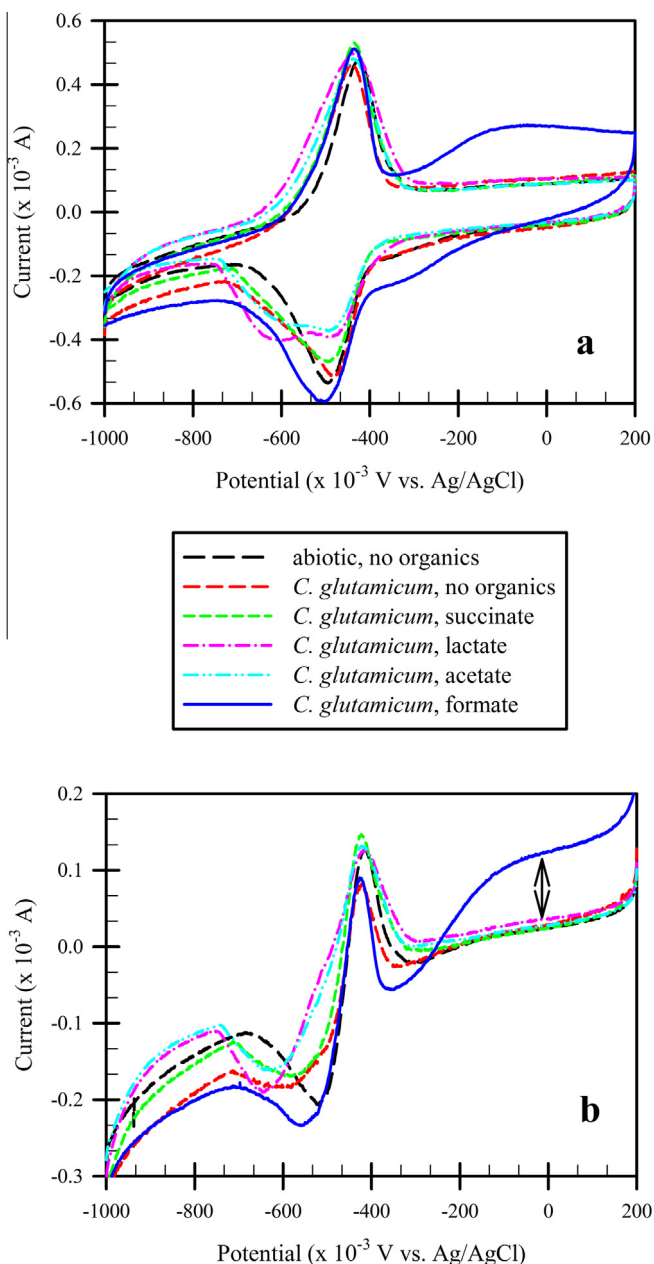 0.6
0.4
0.2
0.0
-0.2
-0.4
-0.6
Current (x 10⁻³ A)
a
-1000 -800 -600 -400 -200 0 200
Potential (x 10⁻³ V vs. Ag/AgCl)
abiotic, no organics
C. glutamicum, no organics
C. glutamicum, succinate
C. glutamicum, lactate
C. glutamicum, acetate
C. glutamicum, formate
0.2
0.1
0.0
-0.1
-0.2
-0.3
Current (x 10⁻³ A)
b
-1000 -800 -600 -400 -200 0 200
Potential (x 10⁻³ V vs. Ag/AgCl)